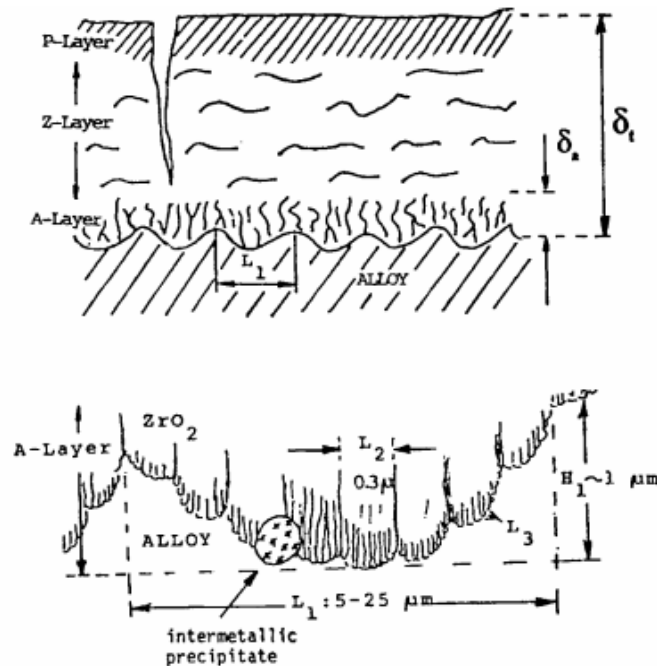 P-Layer
Z-Layer
A-Layer
L1
ALLOY
δa
δt
ZrO2
A-Layer
L2
0.3μ
ALLOY
L3
H1~1 μm
L1:5-25 μm
intermetallic
precipitate